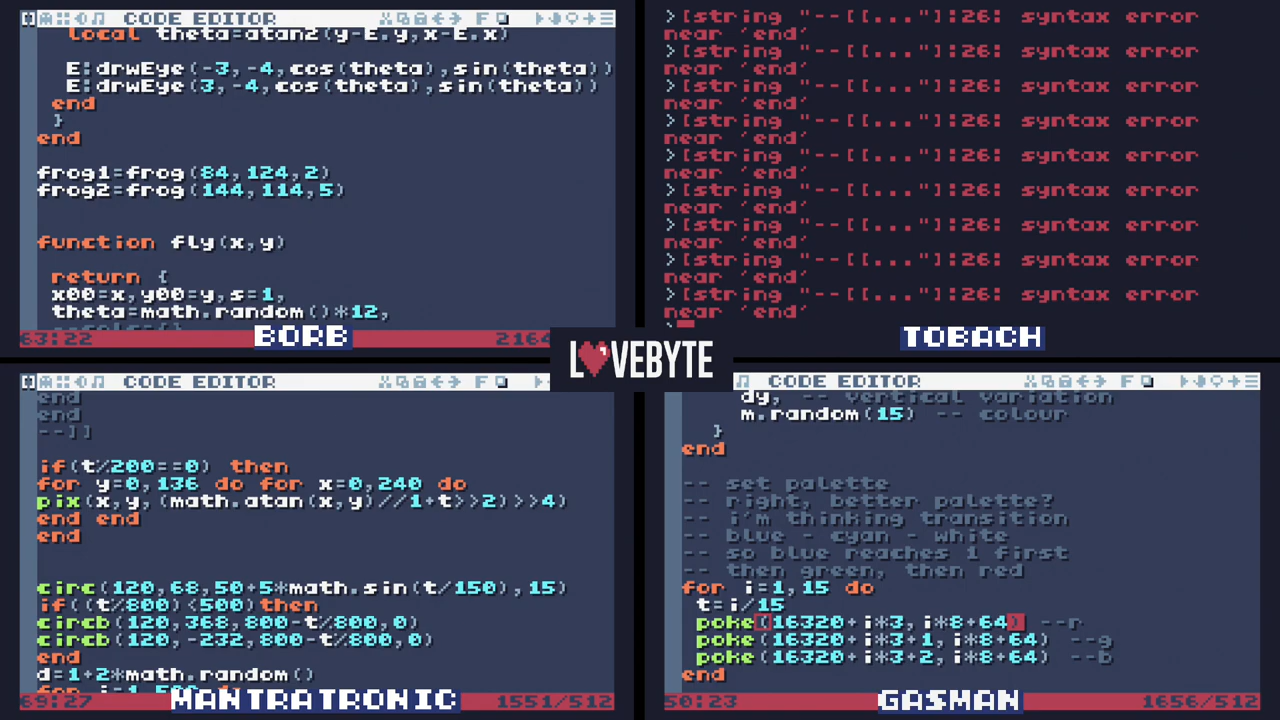 CODE EDITOR
local theta=atan2(y-E.y,x-E.x)
E:drwEye(-3,-4,cos(theta),sin(theta))
E:drwEye(3,-4,cos(theta),sin(theta))
end
}
end
frog1=frog(84,124,2)
frog2=frog(144,114,5)
function fly(x,y)
return {
x00=x,y00=y,s=1,
theta=math.random()*12,
63:22
BORB
2164
>[string "--[[..."]:26: syntax error
near 'end'
>[string "--[[..."]:26: syntax error
near 'end'
>[string "--[[..."]:26: syntax error
near 'end'
>[string "--[[..."]:26: syntax error
near 'end'
>[string "--[[..."]:26: syntax error
near 'end'
>[string "--[[..."]:26: syntax error
near 'end'
>[string "--[[..."]:26: syntax error
near 'end'
>[string "--[[..."]:26: syntax error
near 'end'
>[string "--[[..."]:26: syntax error
near 'end'
>
TOBACH
LOVEBYTE
CODE EDITOR
end
end
--]]
if(t%200==0) then
for y=0,136 do for x=0,240 do
pix(x,y,(math.atan(x,y)//1+t>>2)>>4)
end end
end
circ(120,68,50+5*math.sin(t/150),15)
if((t%800)<500)then
circb(120,368,800-t%800,0)
circb(120,-232,800-t%800,0)
end
d=1+2*math.random()
for i=1,500 do
69:27
MANTRATRONIC
1551/512
CODE EDITOR
dy, -- vertical variation
m.random(15) -- colour
}
end
-- set palette
-- right, better palette?
-- i'm thinking transition
-- blue - cyan - white
-- so blue reaches 1 first
-- then green, then red
for i=1,15 do
t=i/15
poke(16320+i*3, i*8+64) --r
poke(16320+i*3+1, i*8+64) --g
poke(16320+i*3+2, i*8+64) --b
end
50:23
GASMAN
1656/512